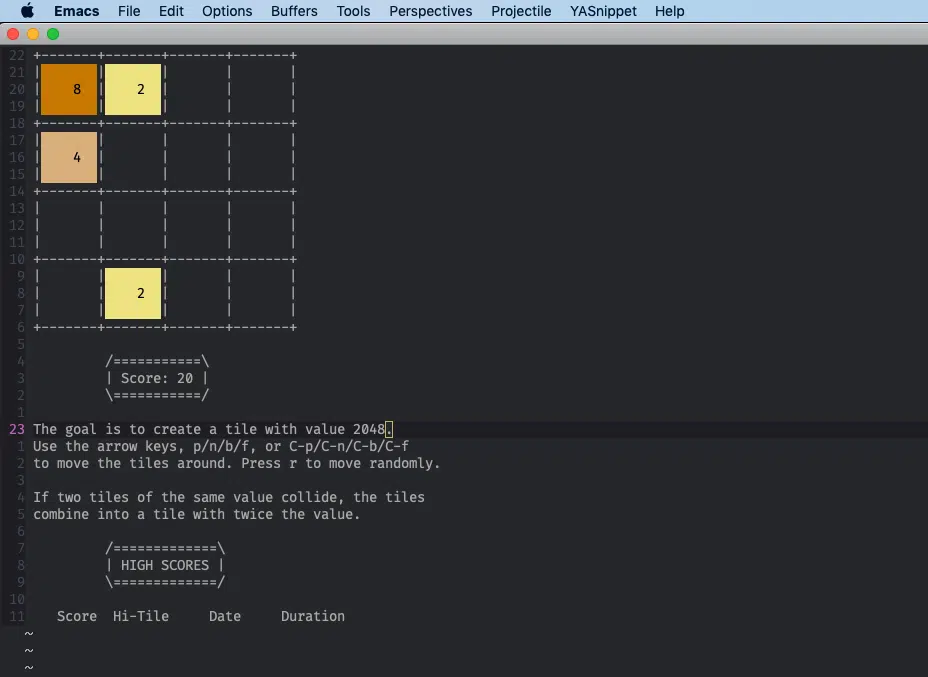 Emacs File Edit Options Buffers Tools Perspectives Projectile YASnippet Help
22 +-------+-------+-------+-------+
21 |       |       |       |       |
20 |    8  |    2  |       |       |
19 |       |       |       |       |
18 +-------+-------+-------+-------+
17 |       |       |       |       |
16 |    4  |       |       |       |
15 |       |       |       |       |
14 +-------+-------+-------+-------+
13 |       |       |       |       |
12 |       |       |       |       |
11 |       |       |       |       |
10 +-------+-------+-------+-------+
9 |       |       |       |       |
8 |       |    2  |       |       |
7 |       |       |       |       |
6 +-------+-------+-------+-------+
5
4          /===========\
3          | Score: 20 |
2          \===========/
1
23 The goal is to create a tile with value 2048.
1 Use the arrow keys, p/n/b/f, or C-p/C-n/C-b/C-f
2 to move the tiles around. Press r to move randomly.
3
4 If two tiles of the same value collide, the tiles
5 combine into a tile with twice the value.
6
7          /=============\
8          | HIGH SCORES |
9          \=============/
10
11    Score  Hi-Tile     Date     Duration
~
~
~